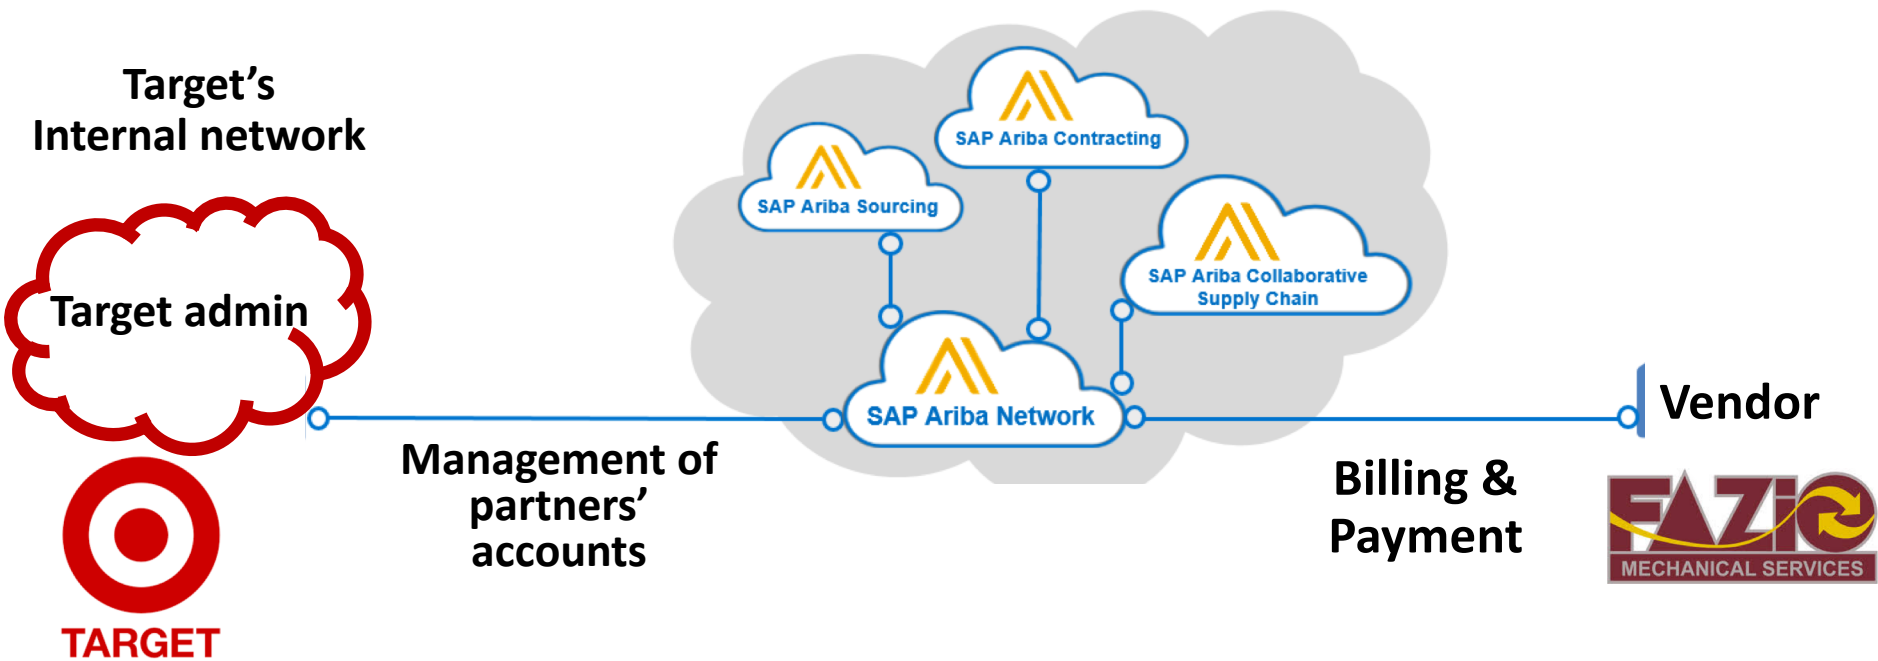 Target’s
Internal network
Target admin
TARGET
Management of
partners’
accounts
SAP Ariba Sourcing
SAP Ariba Contracting
SAP Ariba Collaborative
Supply Chain
SAP Ariba Network
Billing &
Payment
Vendor
FAZiO
MECHANICAL SERVICES